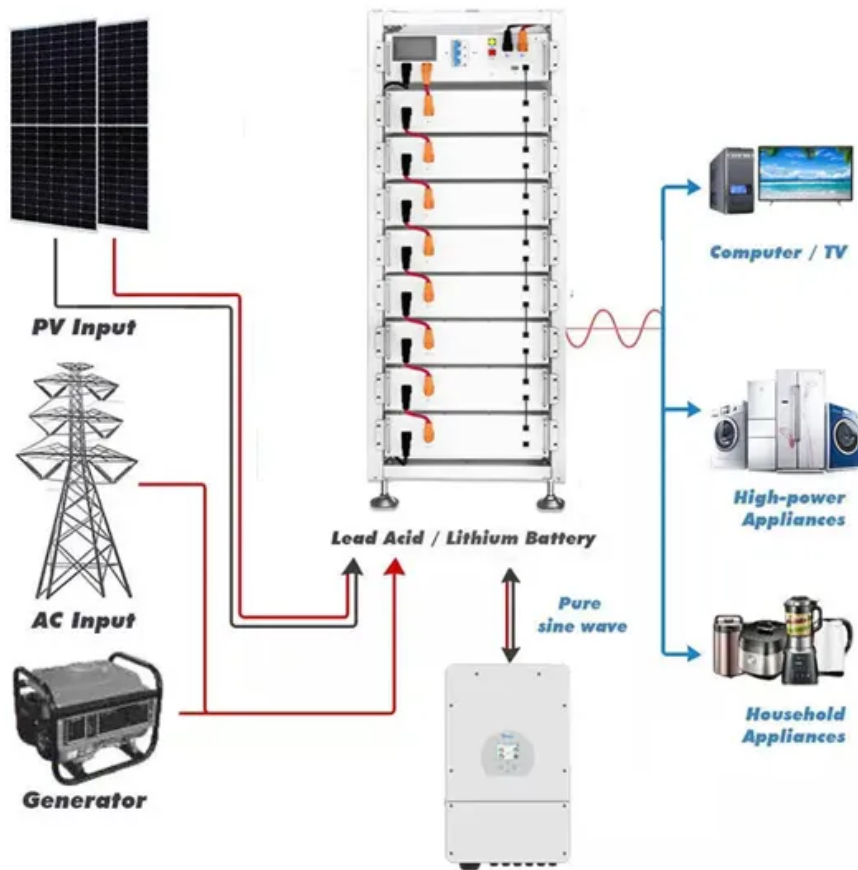 PV Input
AC Input
Generator
Lead Acid / Lithium Battery
Pure
sine wave
Computer / TV
High-power
Appliances
Household
Appliances